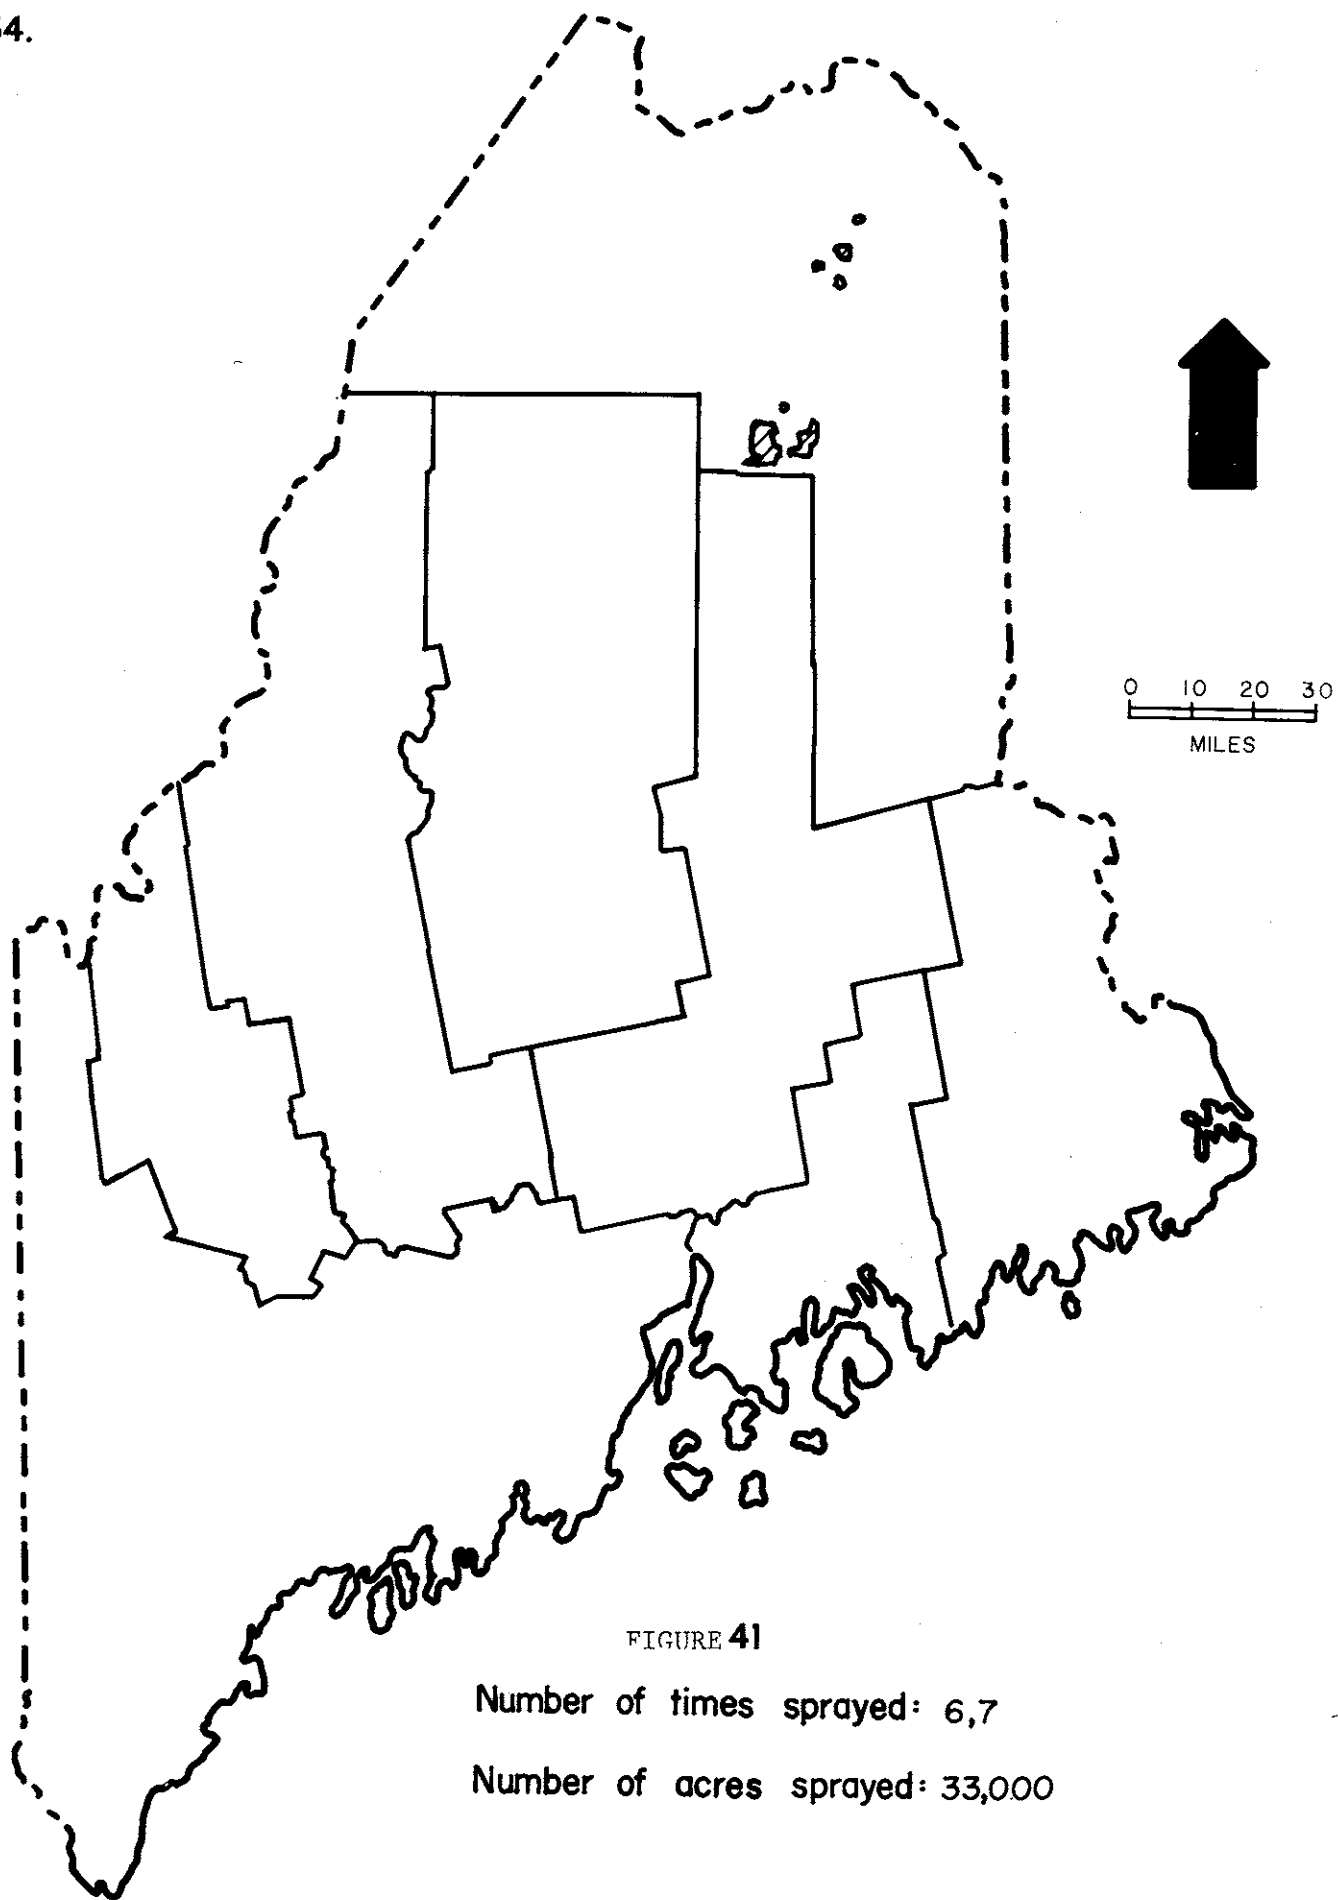 4.
0 10 20 30
MILES
FIGURE 41
Number of times sprayed: 6,7
Number of acres sprayed: 33,000